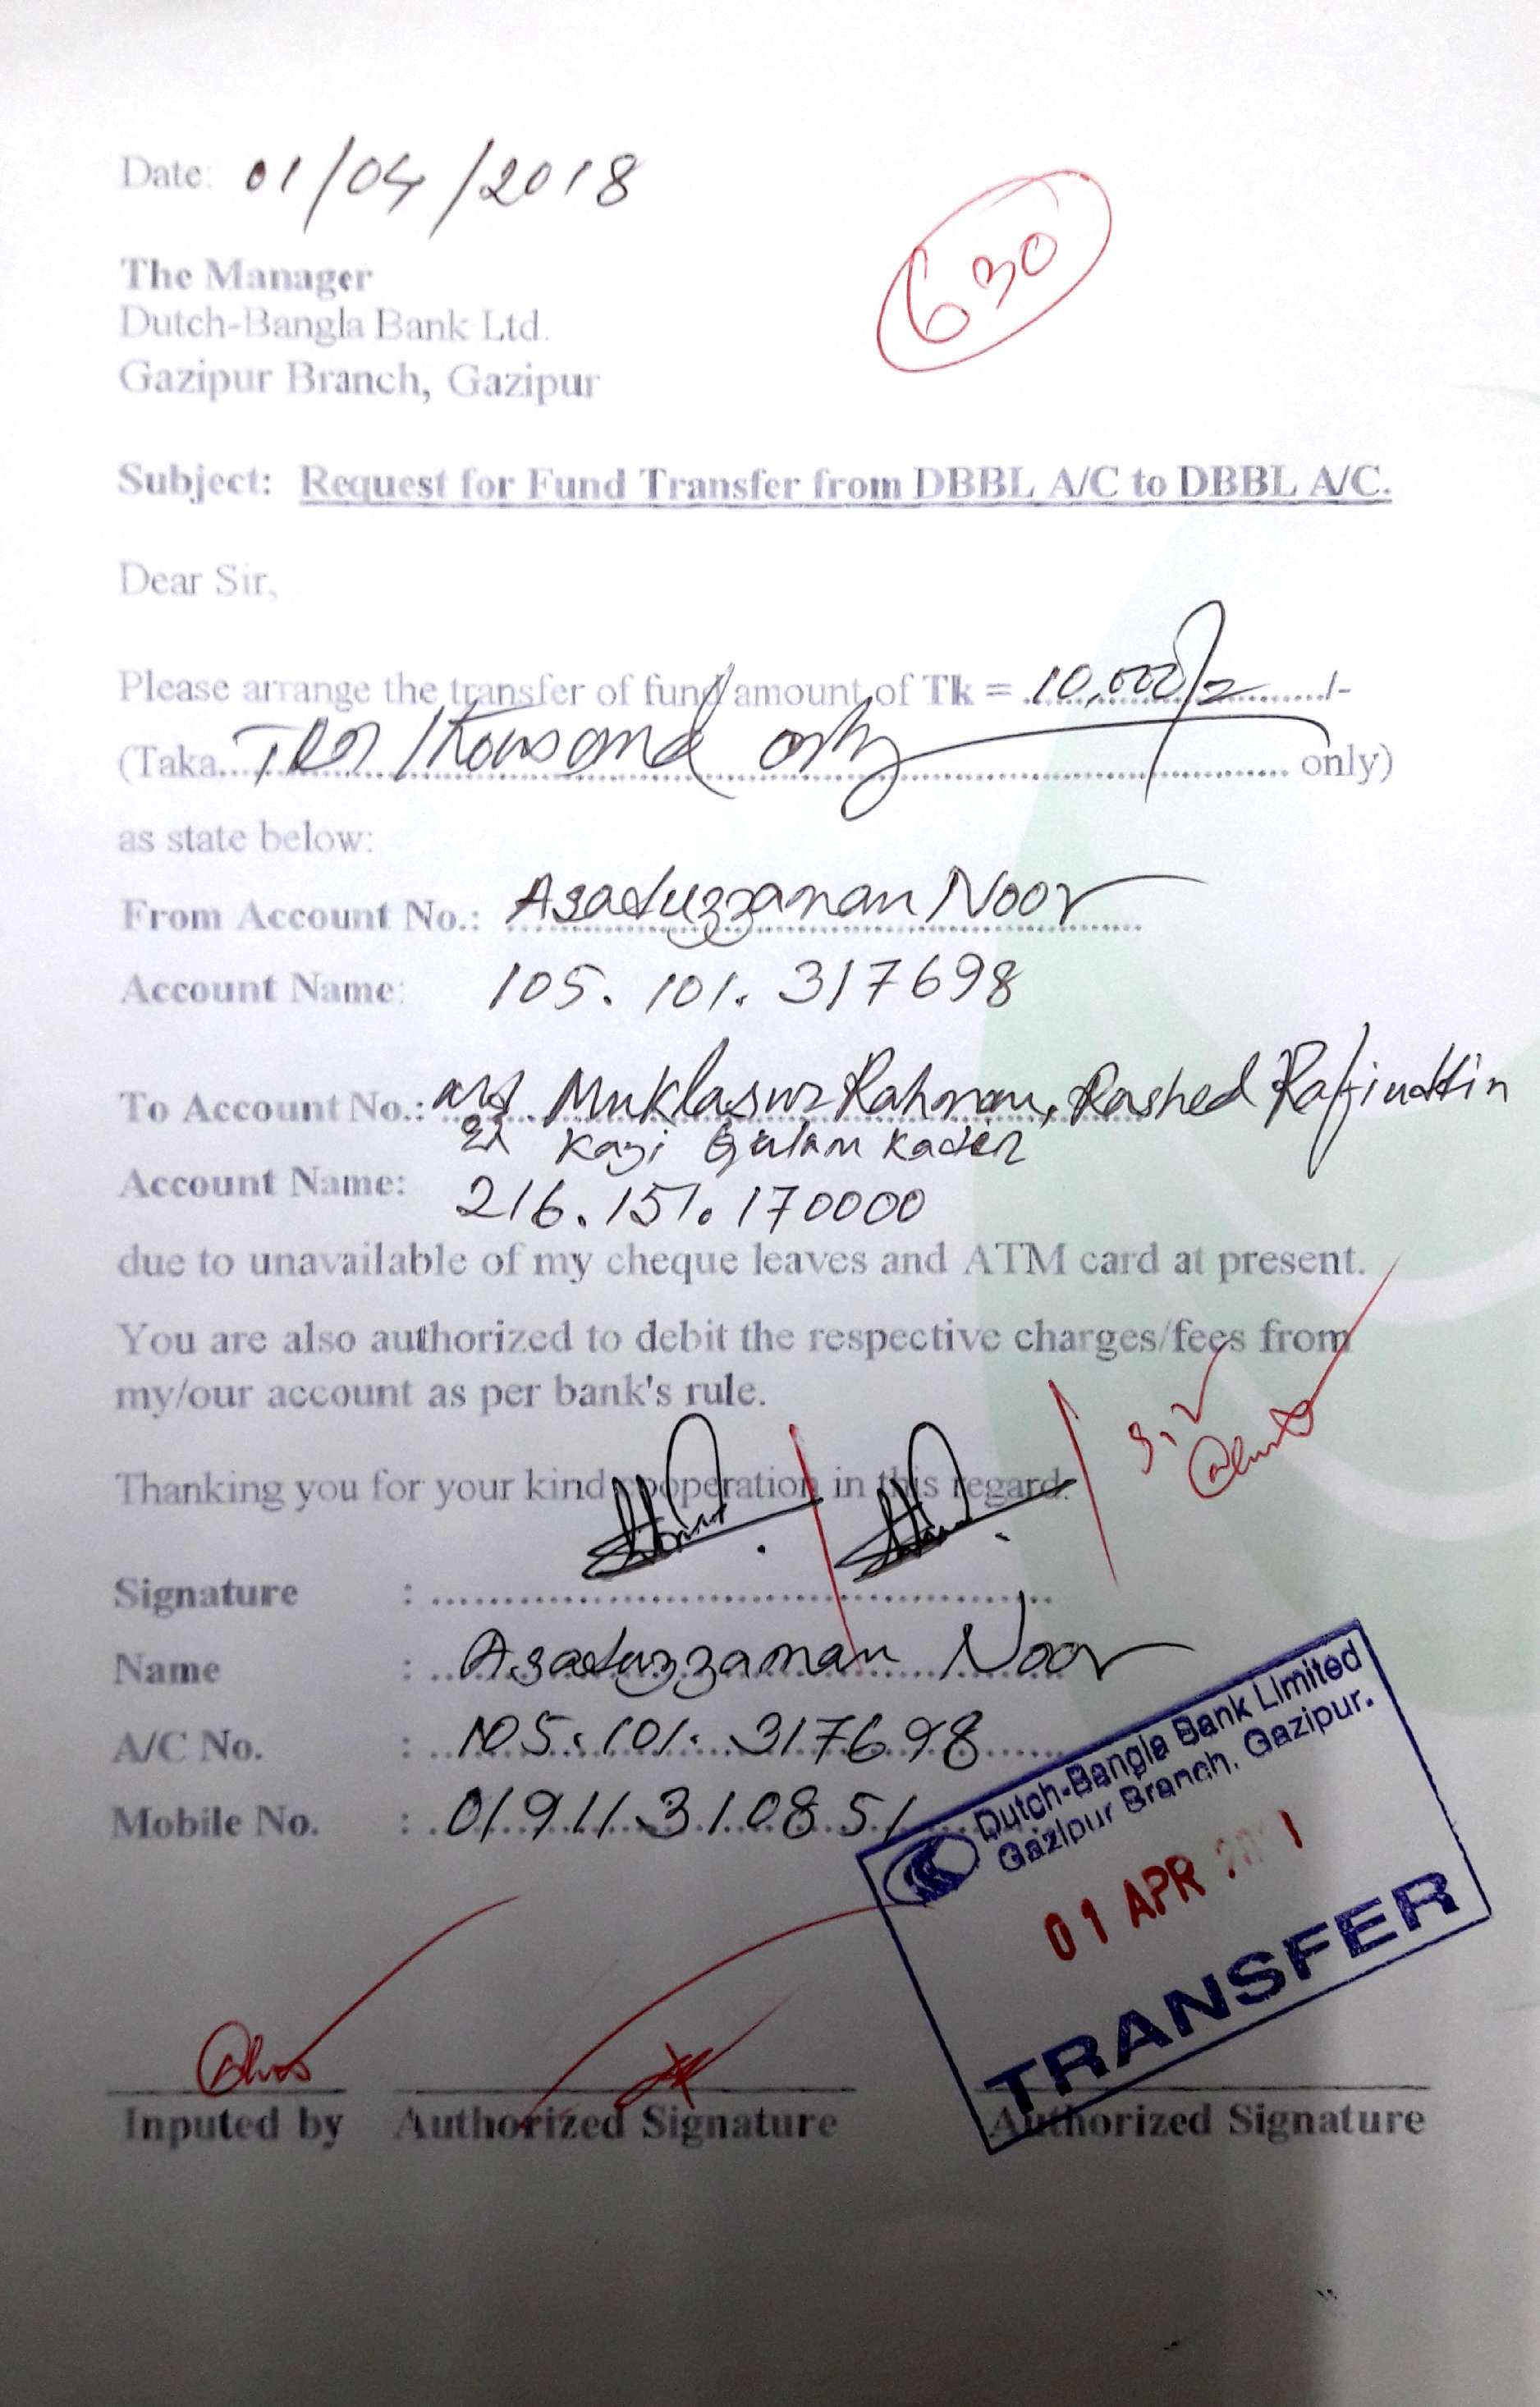 Date: 01/04/2018
630
The Manager
Dutch-Bangla Bank Ltd.
Gazipur Branch, Gazipur
Subject: Request for Fund Transfer from DBBL A/C to DBBL A/C.
Dear Sir,
Please arrange the transfer of fund amount of Tk = 10,000/= /-
(Taka Ten Thousand only only)
as state below:
From Account No.: Asaduzzaman Noor
Account Name: 105. 101. 317698
To Account No.: Md Muklasur Rahman, Rashed Rafiuddin
Kazi Gulam Kader
Account Name: 216.151.170000
due to unavailable of my cheque leaves and ATM card at present.
You are also authorized to debit the respective charges/fees from
my/our account as per bank's rule.
S.V
Thanking you for your kind cooperation in this regard.
Signature :
Name : Asaduzzaman Noor
A/C No. : 105.101.317698
Mobile No. : 01911310851
Dutch-Bangla Bank Limited
Gazipur Branch, Gazipur.
01 APR
TRANSFER
Inputed by Authorized Signature Authorized Signature